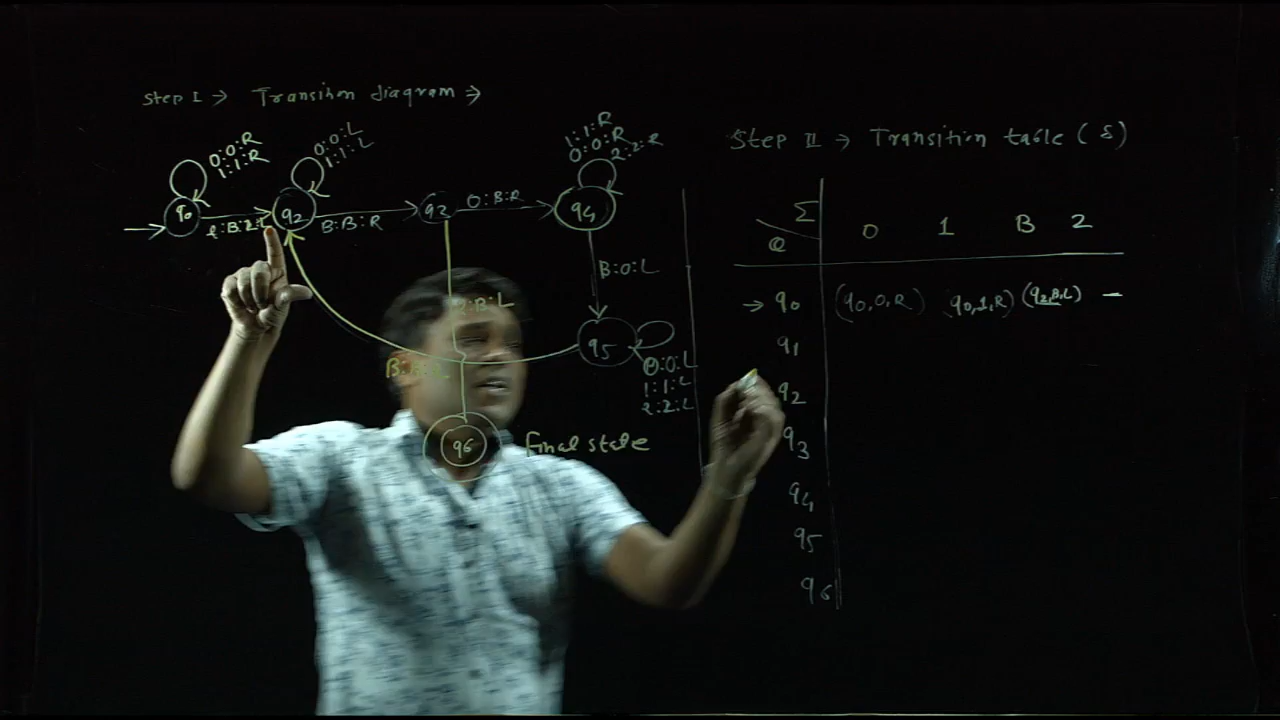 Step I → Transition diagram →
0:0:R
1:1:R
0:0:L
1:1:L
1:1:R
0:0:R
2:2:R
q0
q2
B:B:R
q3
0:B:R
q4
B:0:L
q5
0:0:L
1:1:L
2:2:L
q6
final state
Step II → Transition table (δ)
Σ
Q
0 1 B 2
→ q0 (q0,0,R) q0,1,R) (q2,B,L) –
q1
q2
q3
q4
q5
q6